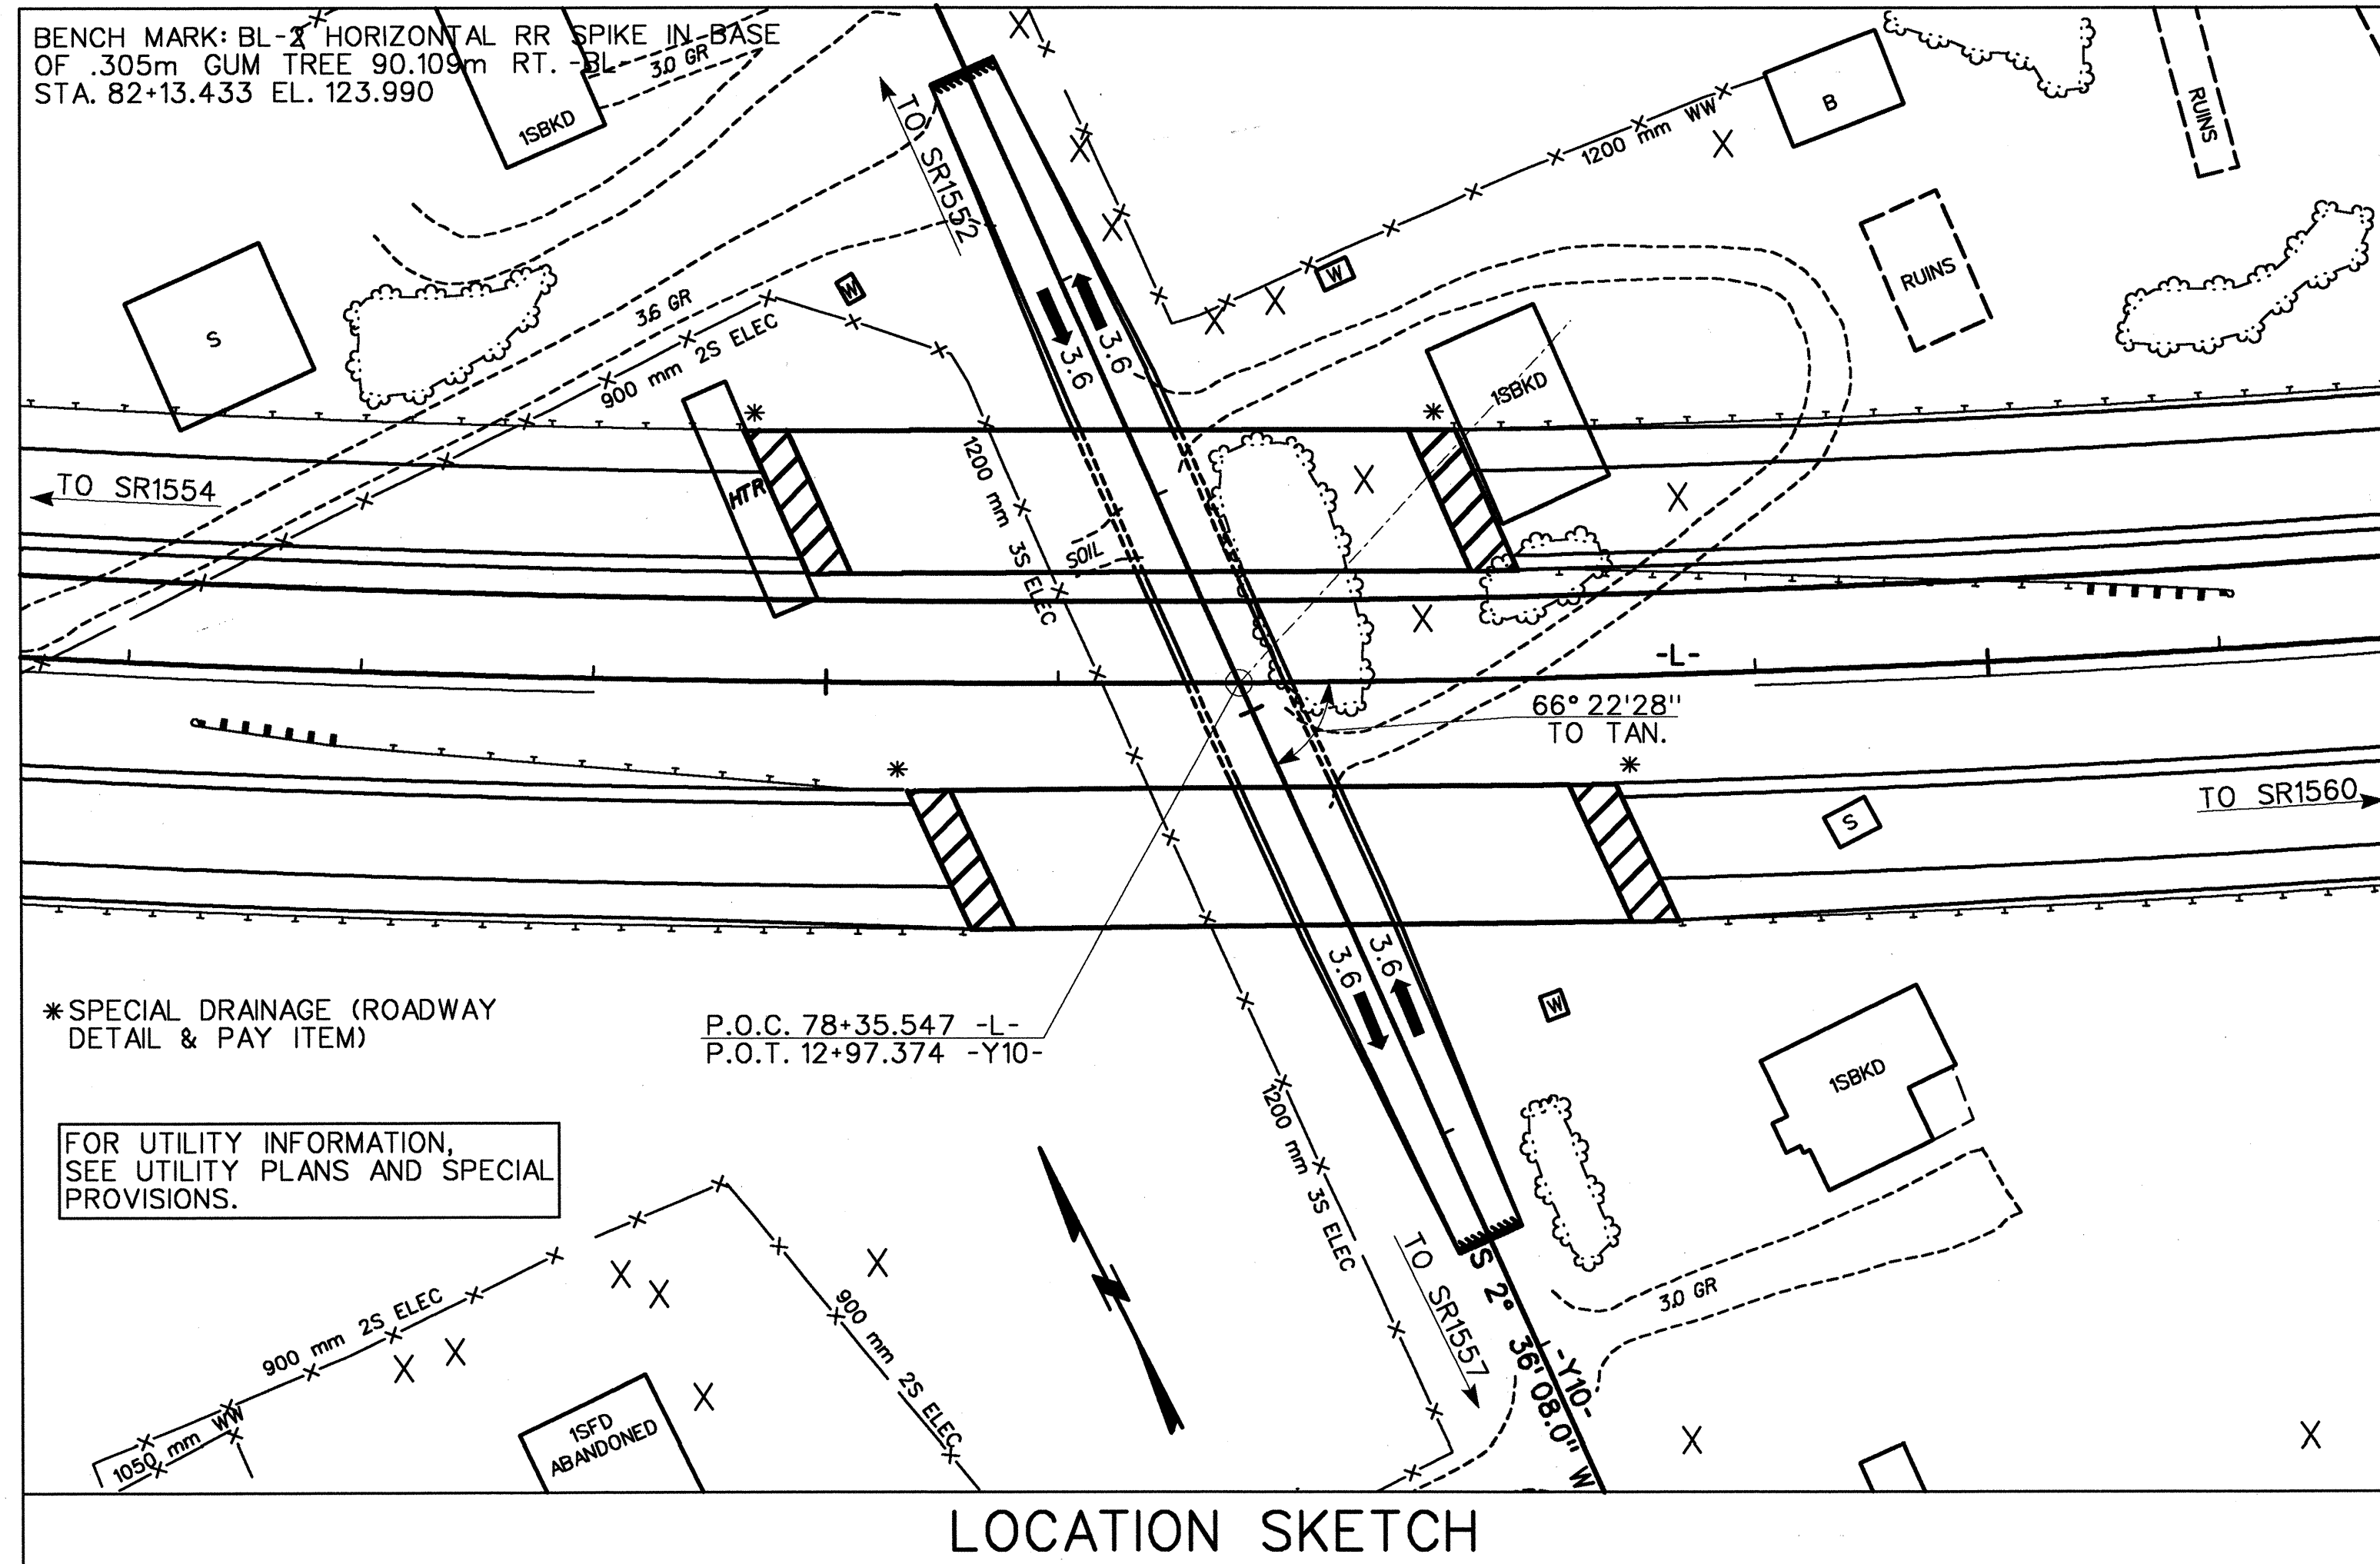 BENCH MARK: BL-2 HORIZONTAL RR SPIKE IN BASE
OF .305m GUM TREE 90.109m RT. -BL-
STA. 82+13.433 EL. 123.990
3.0 GR
1SBKD
TO SR1552
1200 mm WW
B
RUINS
RUINS
S
3.6 GR
W
W
900 mm 2S ELEC
3.6
3.6
1SBKD
*
*
TO SR1554
HTR
1200 mm 3S ELEC
SOIL
-L-
66° 22'28"
TO TAN.
*
*
TO SR1560
S
3.6
3.6
W
* SPECIAL DRAINAGE (ROADWAY
DETAIL & PAY ITEM)
P.O.C. 78+35.547 -L-
P.O.T. 12+97.374 -Y10-
1SBKD
FOR UTILITY INFORMATION,
SEE UTILITY PLANS AND SPECIAL
PROVISIONS.
1200 mm 3S ELEC
TO SR1557
S 2° 36' 08.0" W
-Y10-
3.0 GR
900 mm 2S ELEC
900 mm 2S ELEC
1050 mm WW
1SFD
ABANDONED
LOCATION SKETCH